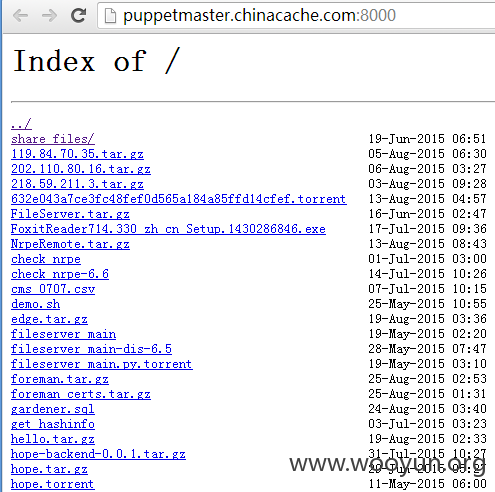 puppetmaster.chinacache.com:8000
Index of /
../
share_files/ 19-Jun-2015 06:51
119.84.70.35.tar.gz 05-Aug-2015 06:30
202.110.80.16.tar.gz 06-Aug-2015 03:27
218.59.211.3.tar.gz 03-Aug-2015 09:28
632e043a7ce3fc48fef0d565a184a85ffd14cfef.torrent 13-Aug-2015 04:57
FileServer.tar.gz 16-Jun-2015 02:47
FoxitReader714.330_zh_cn_Setup.1430286846.exe 17-Jul-2015 09:36
NrpeRemote.tar.gz 13-Aug-2015 08:43
check_nrpe 01-Jul-2015 03:00
check_nrpe-6.6 14-Jul-2015 10:26
cms_0707.csv 07-Jul-2015 10:15
demo.sh 25-May-2015 10:55
edge.tar.gz 19-Aug-2015 03:36
fileserver_main 19-May-2015 02:20
fileserver_main-dis-6.5 28-May-2015 07:47
fileserver_main.py.torrent 19-May-2015 03:10
foreman.tar.gz 25-Aug-2015 02:53
foreman_certs.tar.gz 25-Aug-2015 01:31
gardener.sql 24-Aug-2015 03:40
get_hashinfo 03-Jul-2015 03:23
hello.tar.gz 19-Aug-2015 02:33
hope-backend-0.0.1.tar.gz 31-Jul-2015 10:27
www.wooyun.org
hope.tar.gz
hope.torrent 11-May-2015 06:00